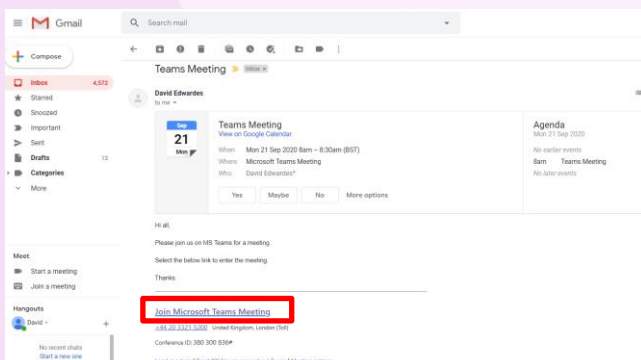 Gmail
Search mail
Compose
Inbox 4,572
Starred
Snoozed
Important
Sent
Drafts 13
Categories
More
Meet
Start a meeting
Join a meeting
Hangouts
David
No recent chats
Start a new one
Teams Meeting Inbox ×
David Edwardes
to me
Sep
21
Mon
Teams Meeting
View on Google Calendar
When Mon 21 Sep 2020 8am – 8:30am (BST)
Where Microsoft Teams Meeting
Who David Edwardes*
Yes Maybe No More options
Agenda
Mon 21 Sep 2020
No earlier events
8am Teams Meeting
No later events
Hi all,
Please join us on MS Teams for a meeting.
Select the below link to enter the meeting.
Thanks
Join Microsoft Teams Meeting
+44 20 3321 5200 United Kingdom, London (Toll)
Conference ID: 380 300 836#